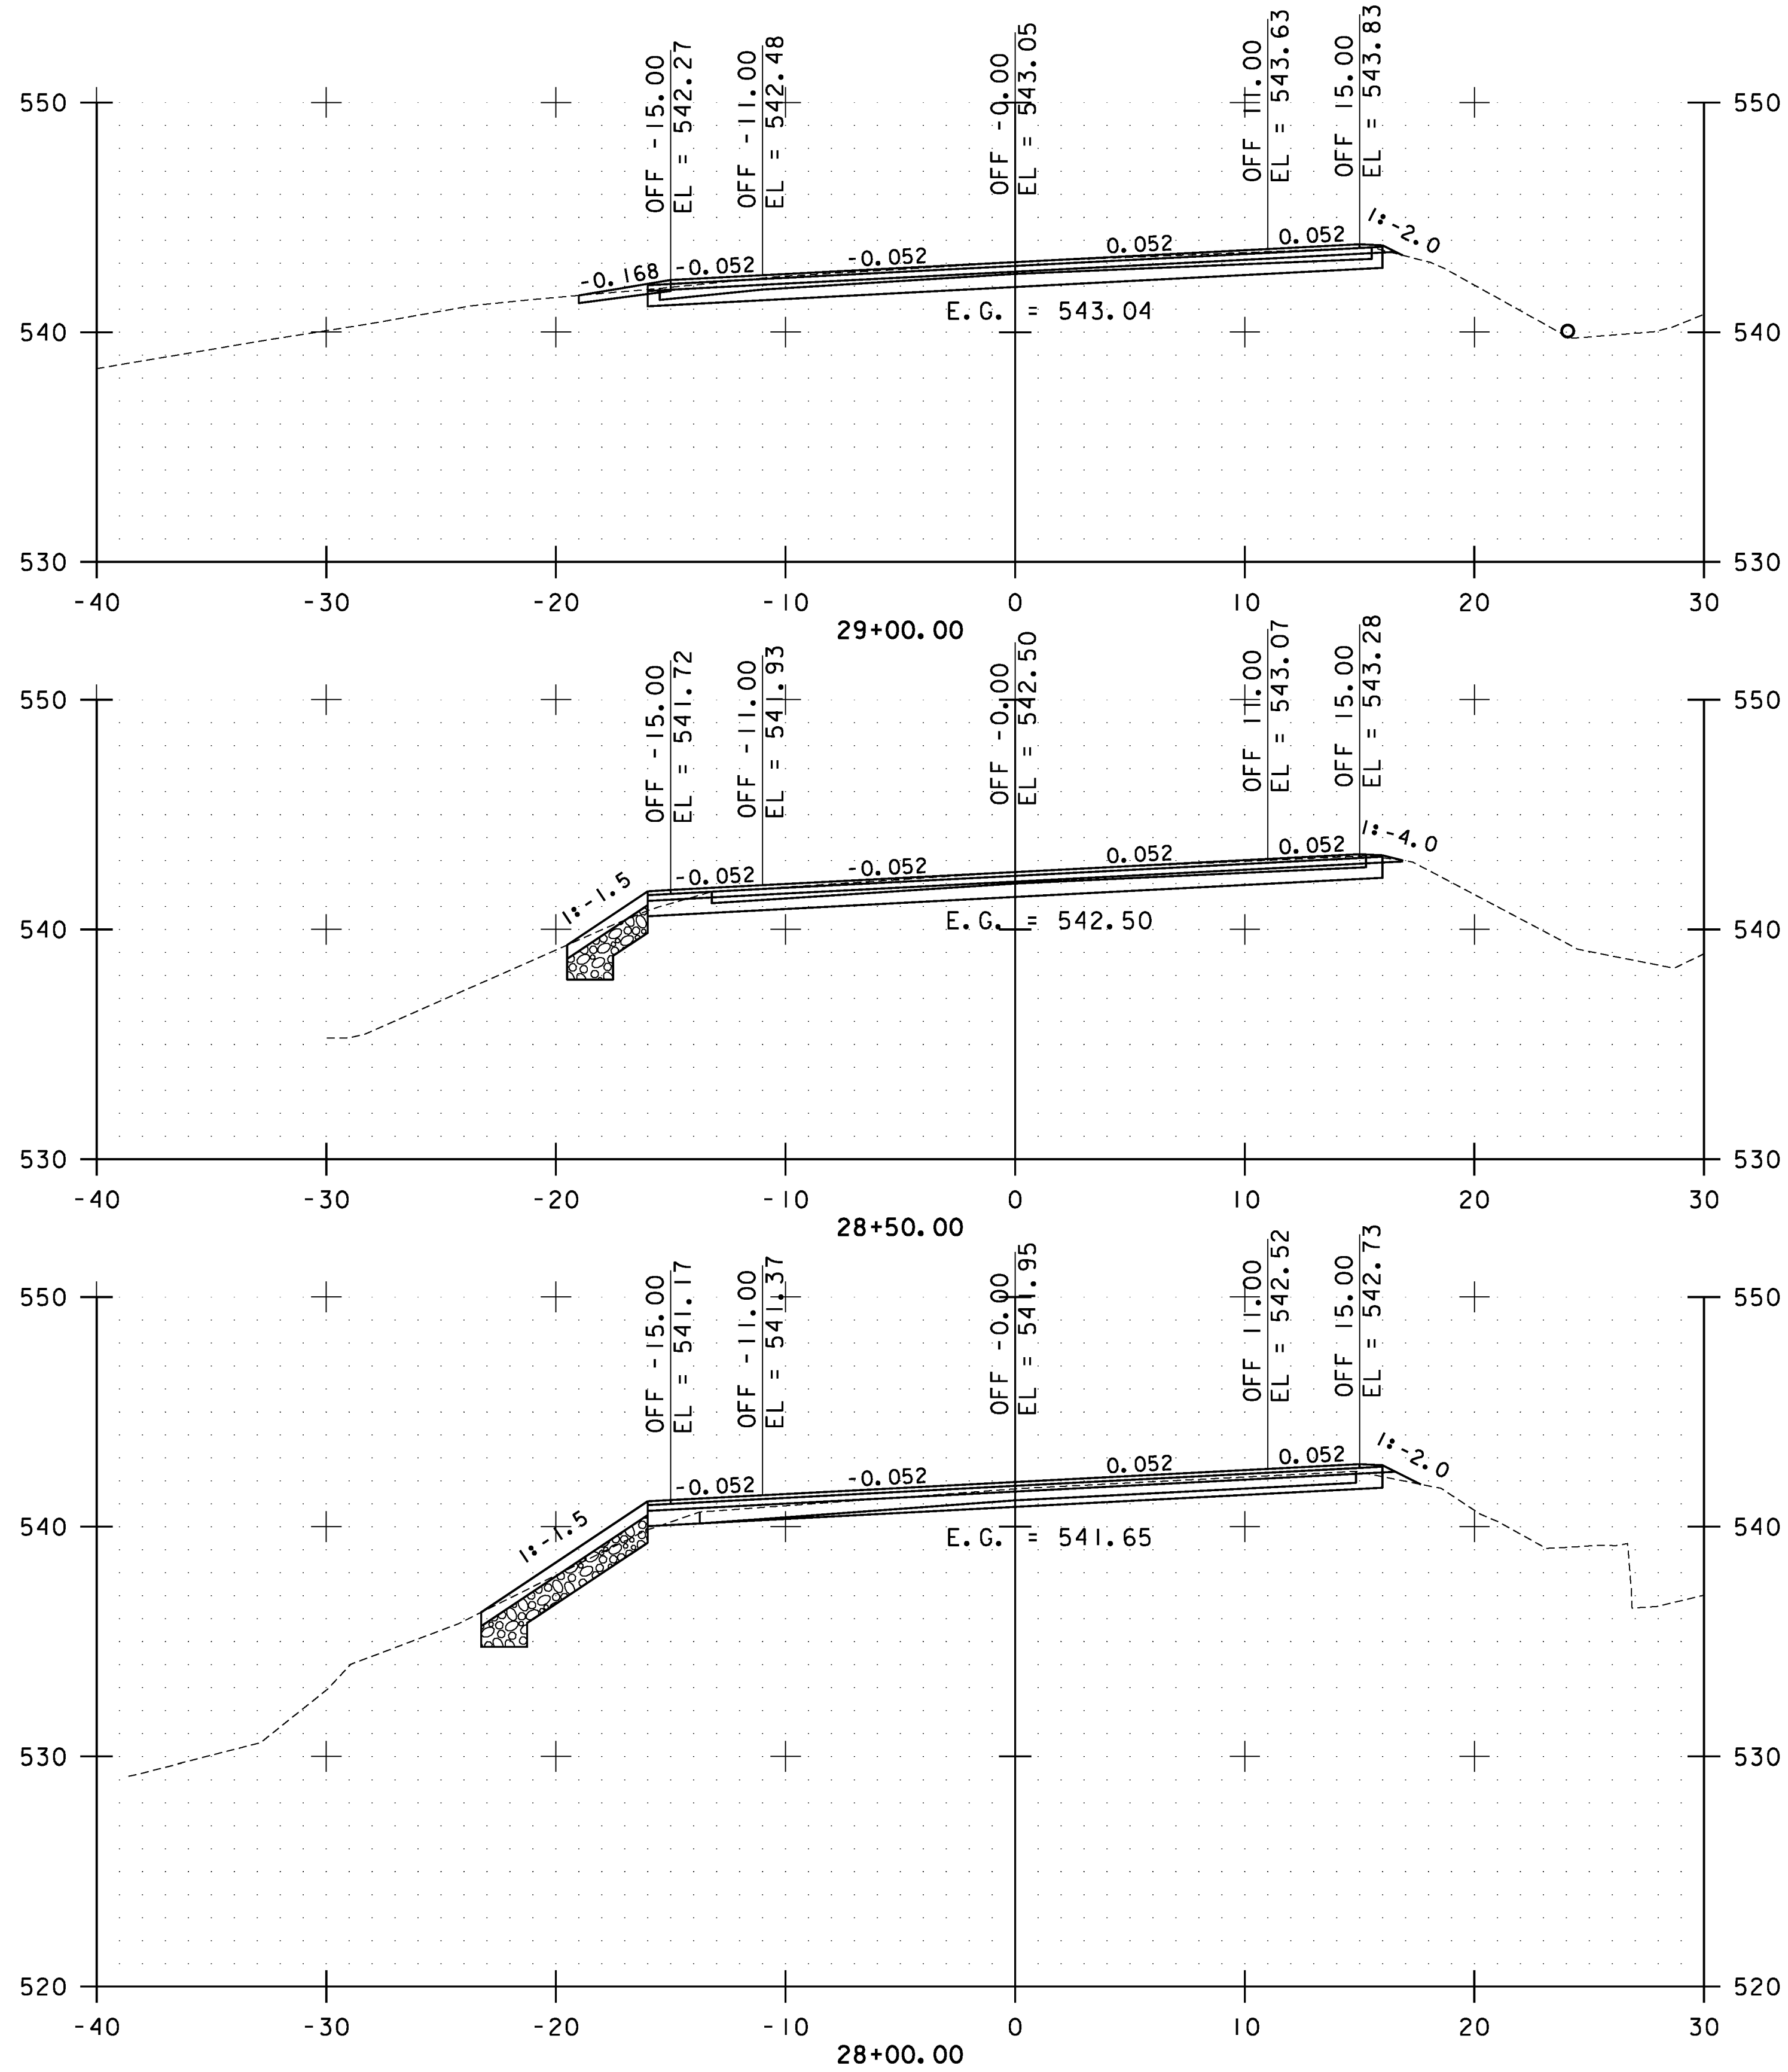 OFF -15.00
EL = 542.27
OFF -11.00
EL = 542.48
OFF -0.00
EL = 543.05
OFF 11.00
EL = 543.63
OFF 15.00
EL = 543.83
550 550
-0.168 -0.052 -0.052 0.052 0.052 1:-2.0
E.G. = 543.04
540 540
530 530
-40 -30 -20 -10 0 10 20 30
29+00.00
OFF -15.00
EL = 541.72
OFF -11.00
EL = 541.93
OFF -0.00
EL = 542.50
OFF 11.00
EL = 543.07
OFF 15.00
EL = 543.28
550 550
1:-1.5 -0.052 -0.052 0.052 0.052 1:-4.0
E.G. = 542.50
540 540
530 530
-40 -30 -20 -10 0 10 20 30
28+50.00
OFF -15.00
EL = 541.17
OFF -11.00
EL = 541.37
OFF -0.00
EL = 541.95
OFF 11.00
EL = 542.52
OFF 15.00
EL = 542.73
550 550
1:-1.5 -0.052 -0.052 0.052 0.052 1:-2.0
E.G. = 541.65
540 540
530 530
520 520
-40 -30 -20 -10 0 10 20 30
28+00.00